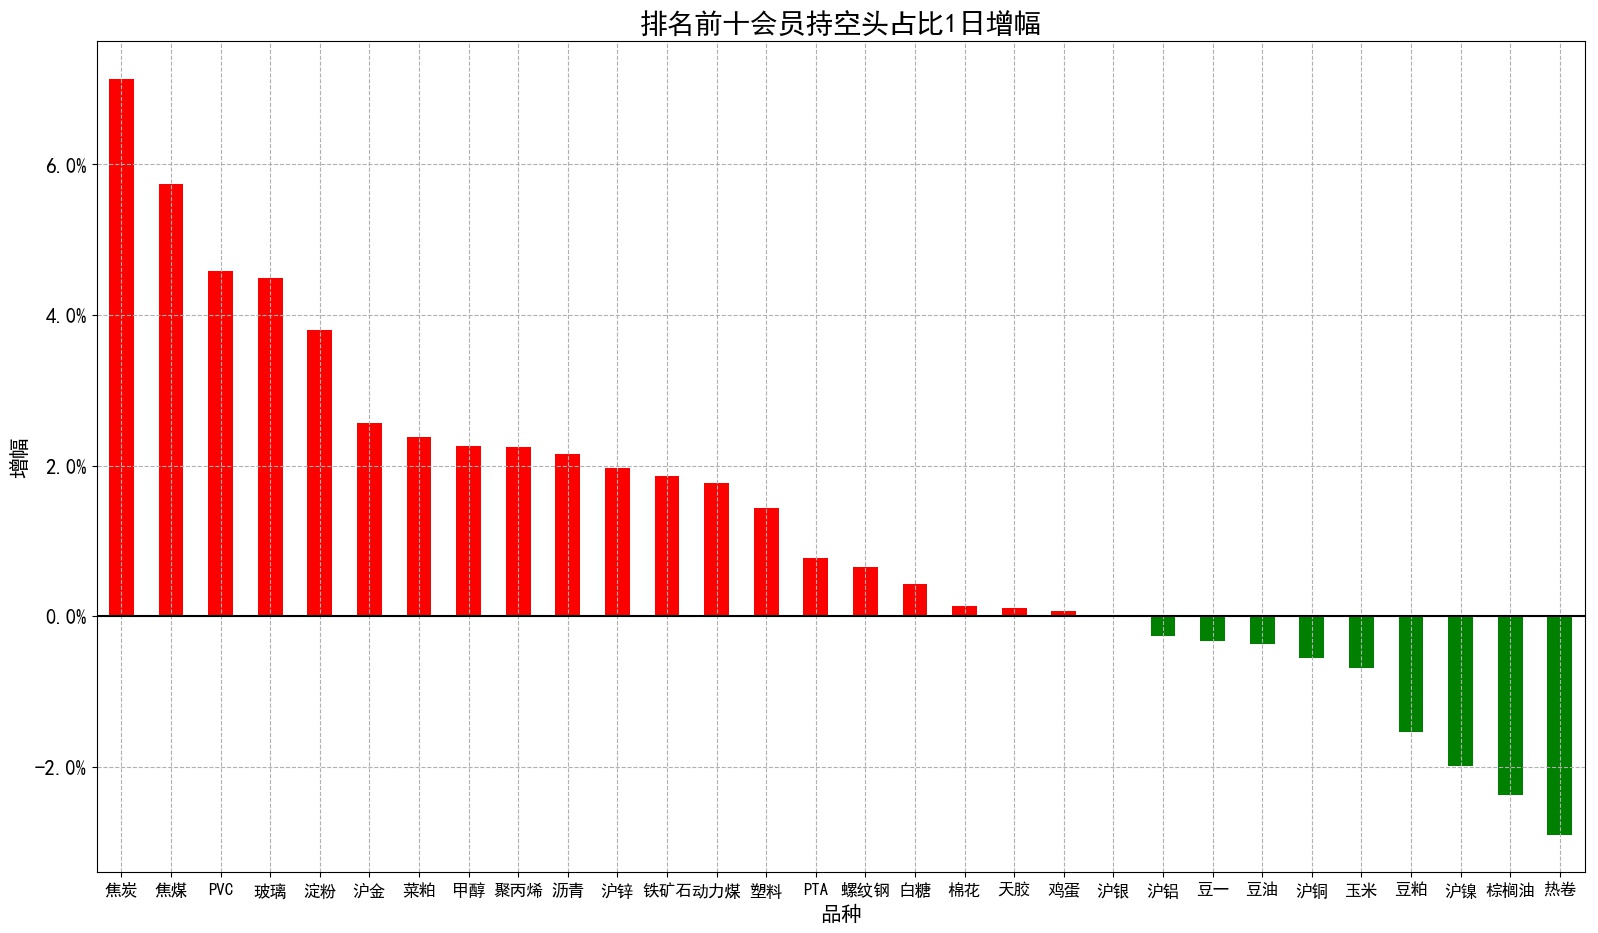 排名前十会员持空头占比1日增幅
6.0%
4.0%
2.0%
0.0%
-2.0%
增幅
焦炭 焦煤 PVC 玻璃 淀粉 沪金 菜粕 甲醇 聚丙烯 沥青 沪锌 铁矿石 动力煤 塑料 PTA 螺纹钢 白糖 棉花 天胶 鸡蛋 沪银 沪铝 豆一 豆油 沪铜 玉米 豆粕 沪镍 棕榈油 热卷
品种